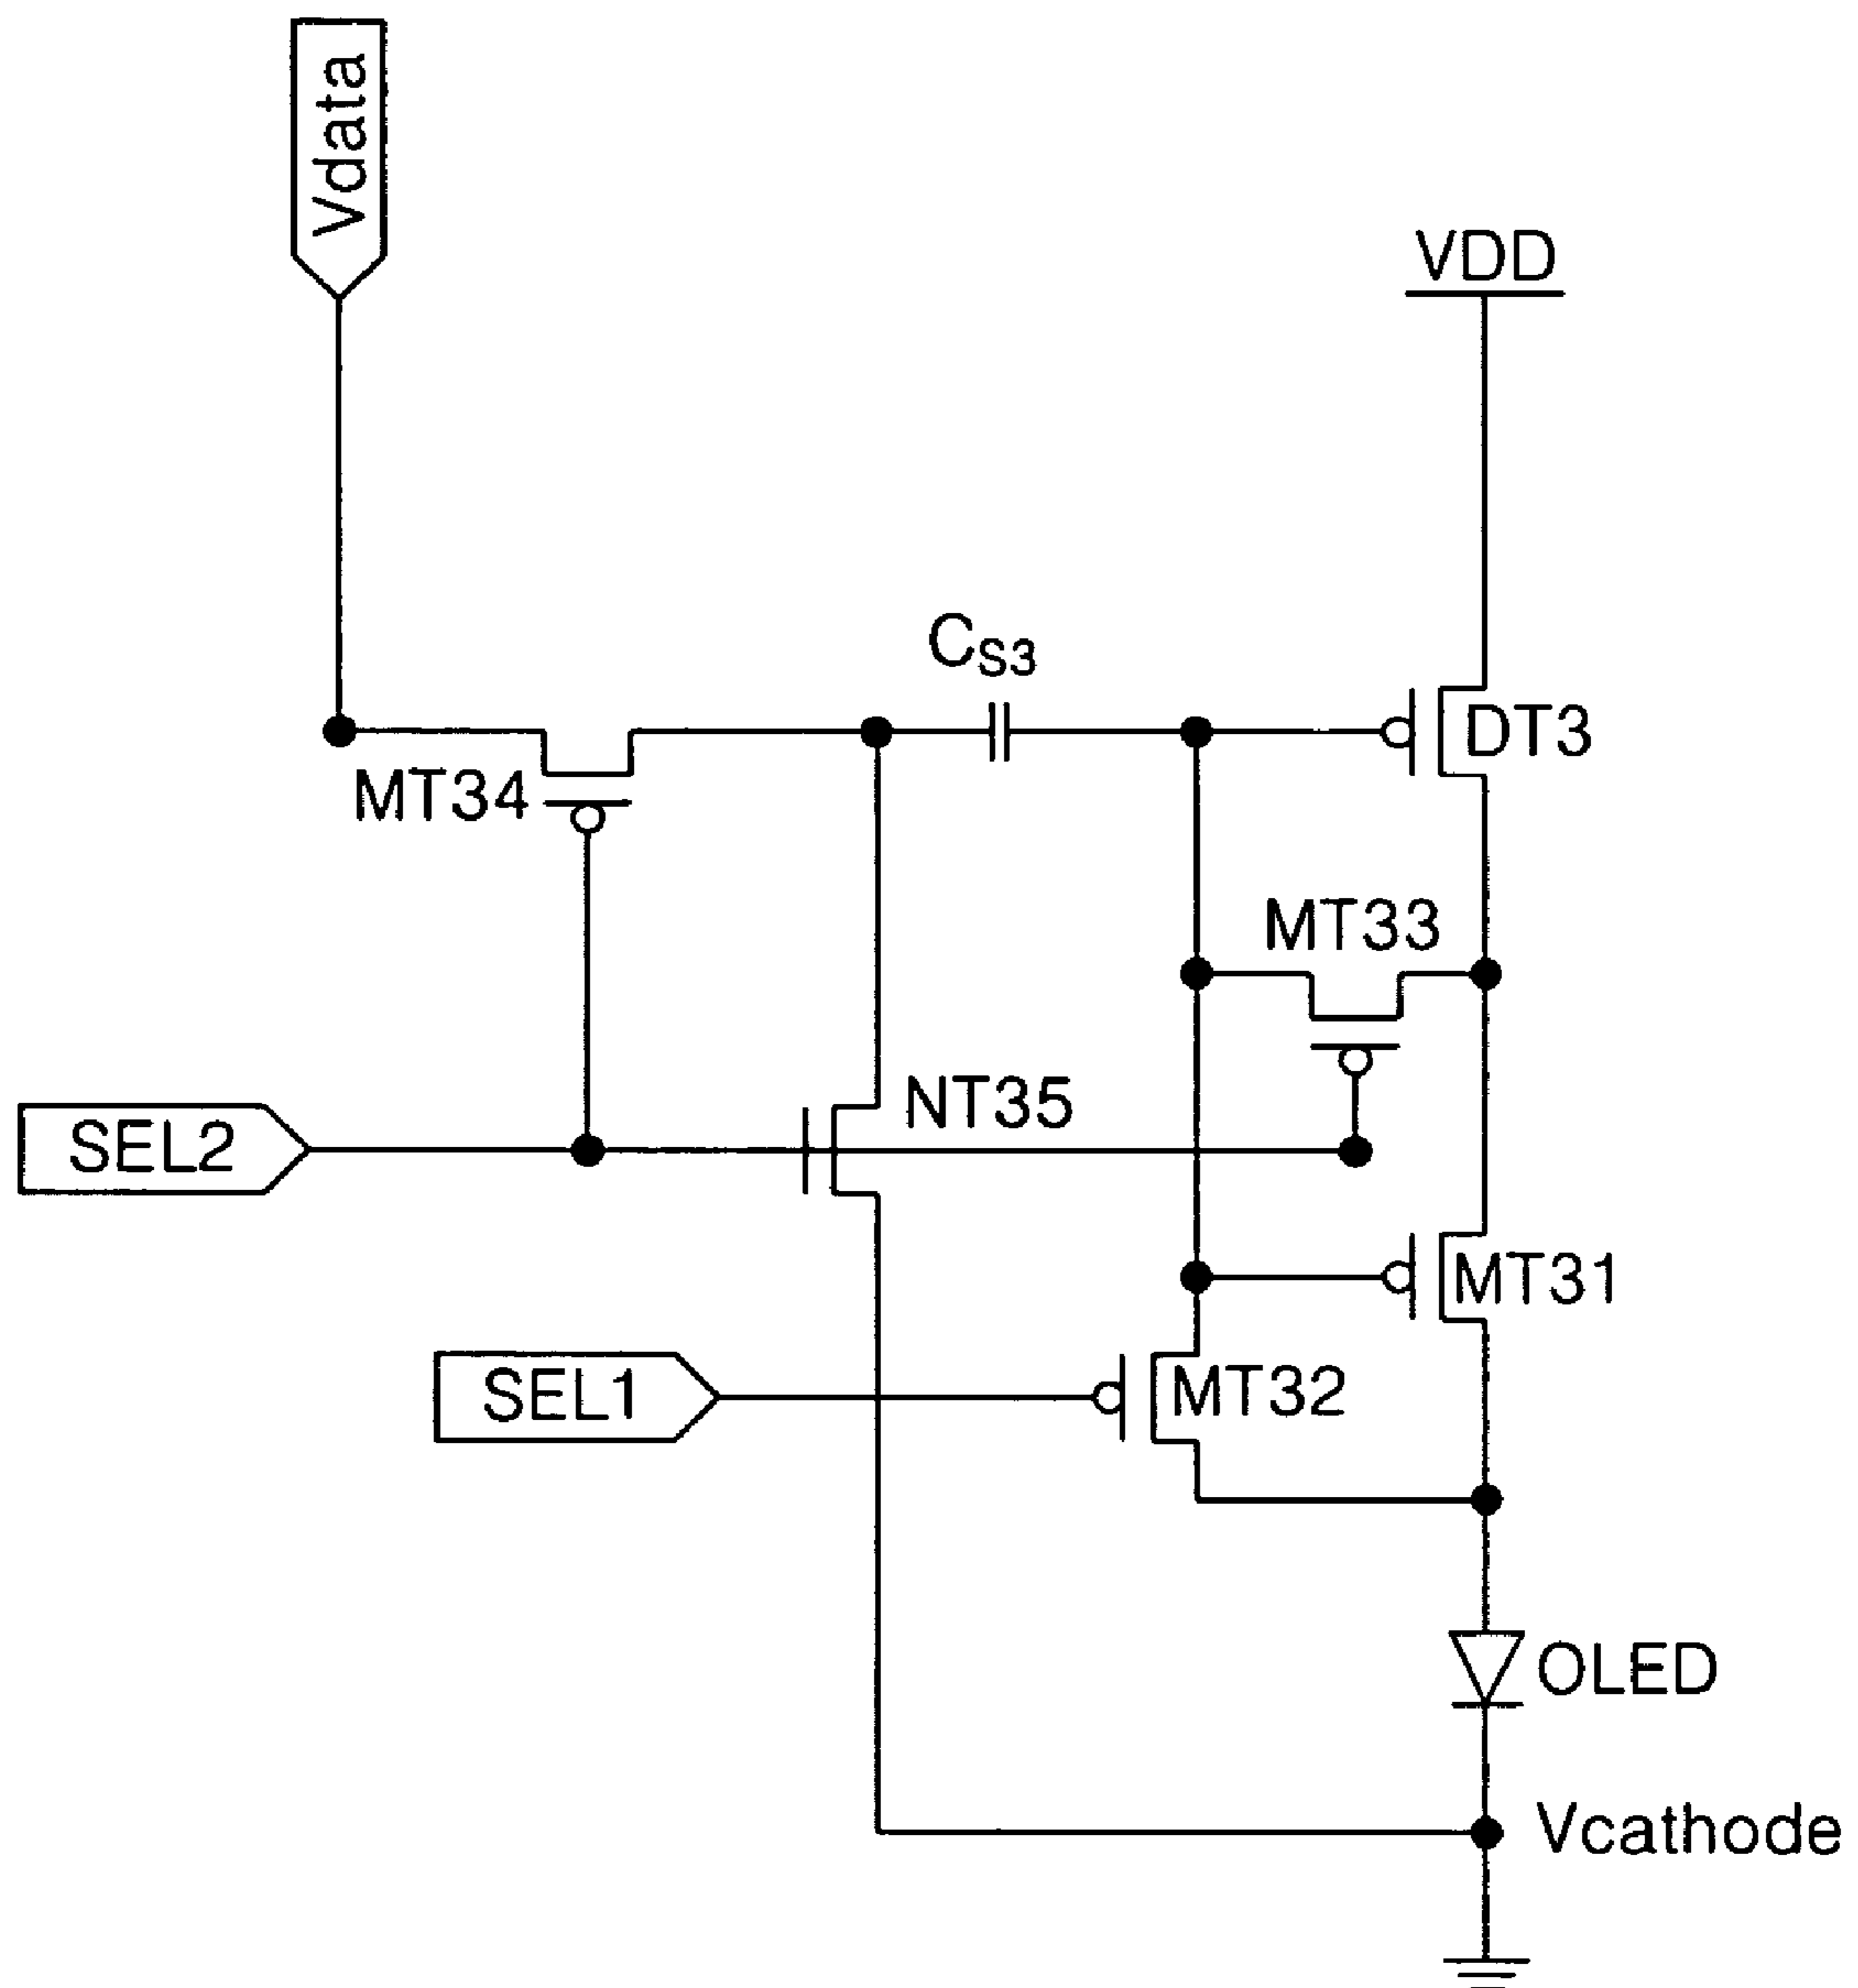 Vdata
VDD
CS3
DT3
MT34
MT33
NT35
SEL2
MT31
SEL1
MT32
OLED
Vcathode